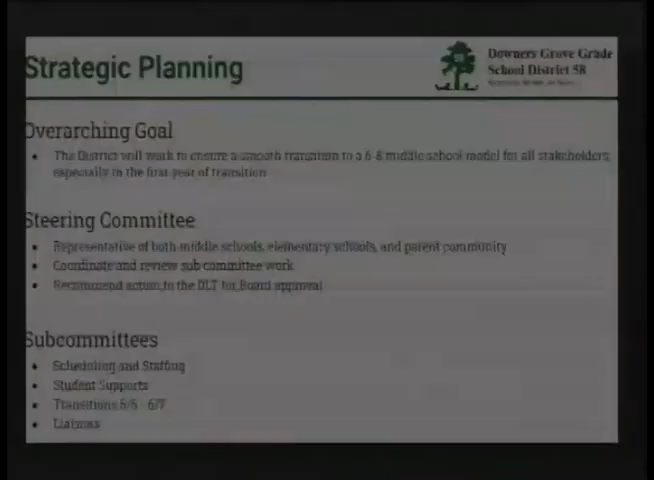 Strategic Planning
Downers Grove Grade
School District 58
Overarching Goal
• The District will work to ensure a smooth transition to a 6-8 middle school model for all stakeholders,
especially in the first year of transition
Steering Committee
• Representative of both middle schools, elementary schools, and parent community
• Coordinate and review sub committee work
• Recommend action to the DLT for Board approval
Subcommittees
• Scheduling and Staffing
• Student Supports
• Transitions 5/6 - 6/7
• Liaisons